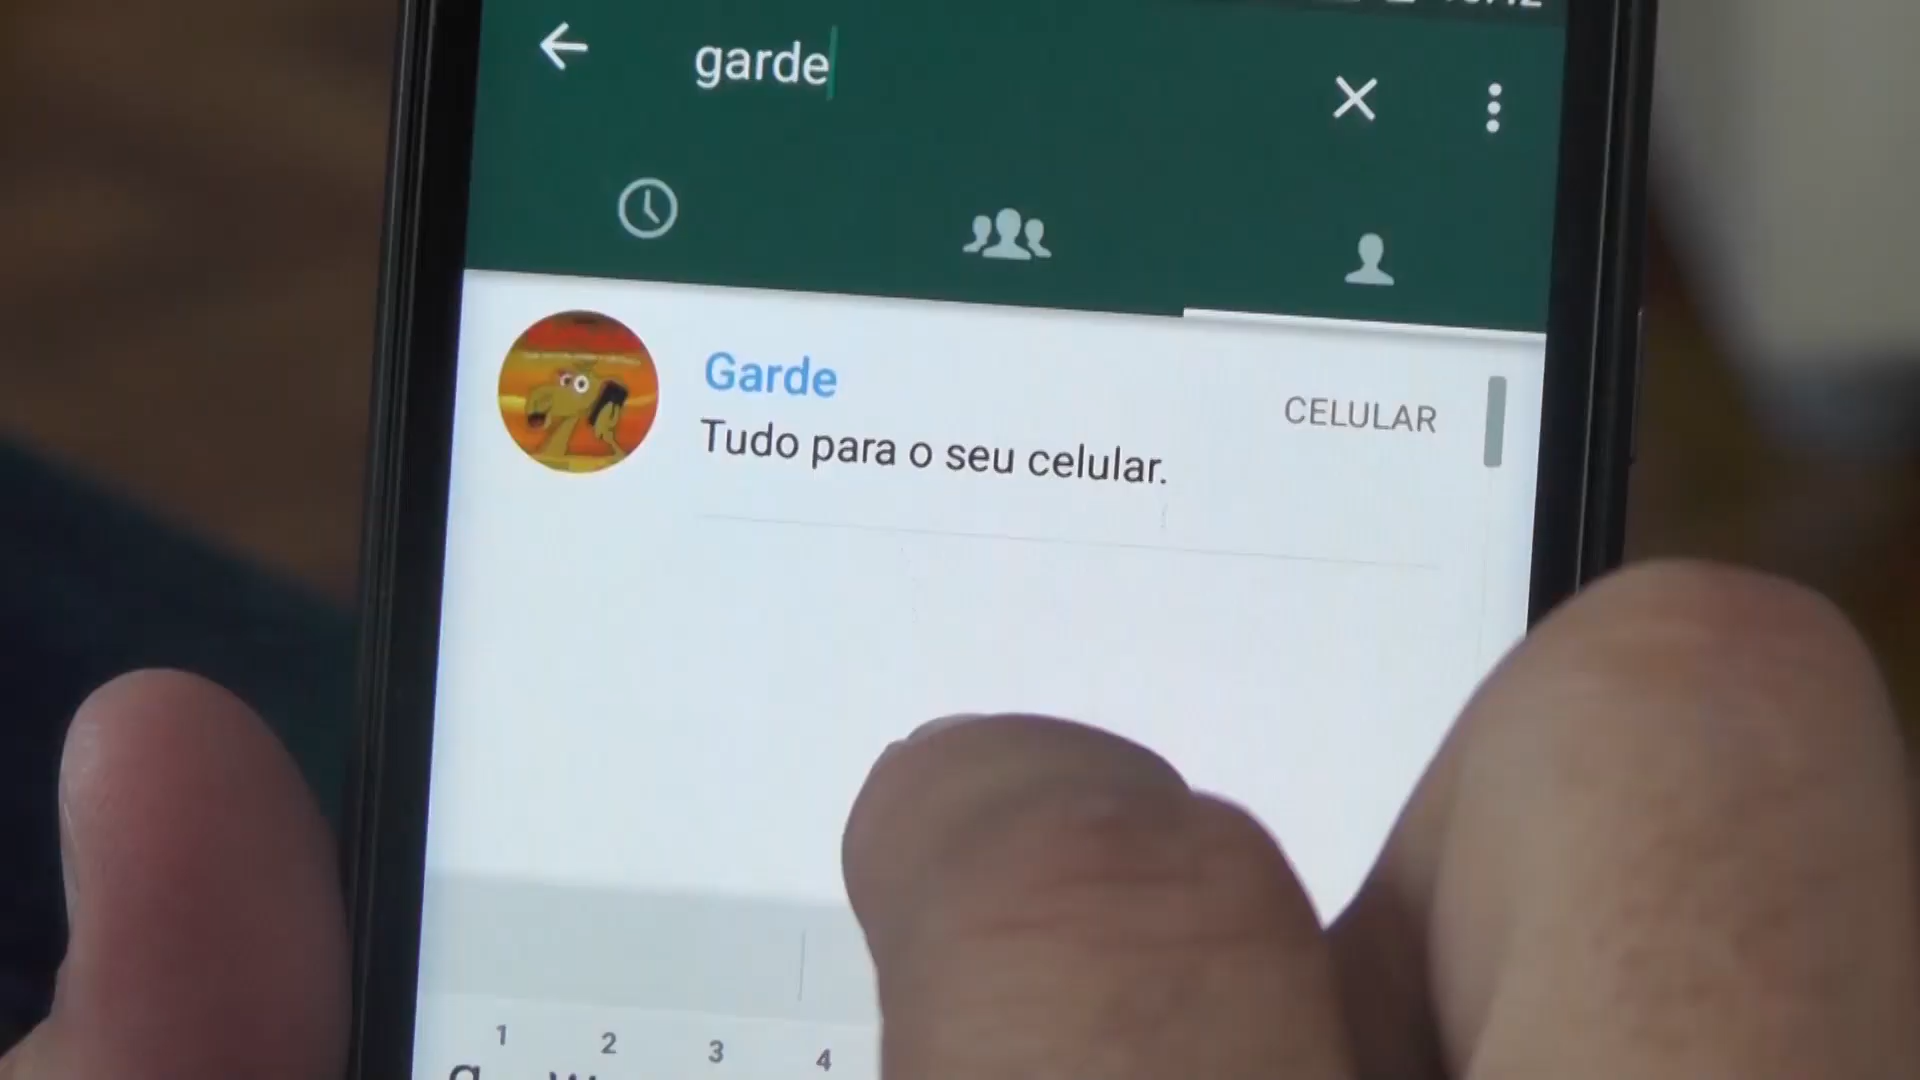 garde
Garde
CELULAR
Tudo para o seu celular.
1 2 3 4